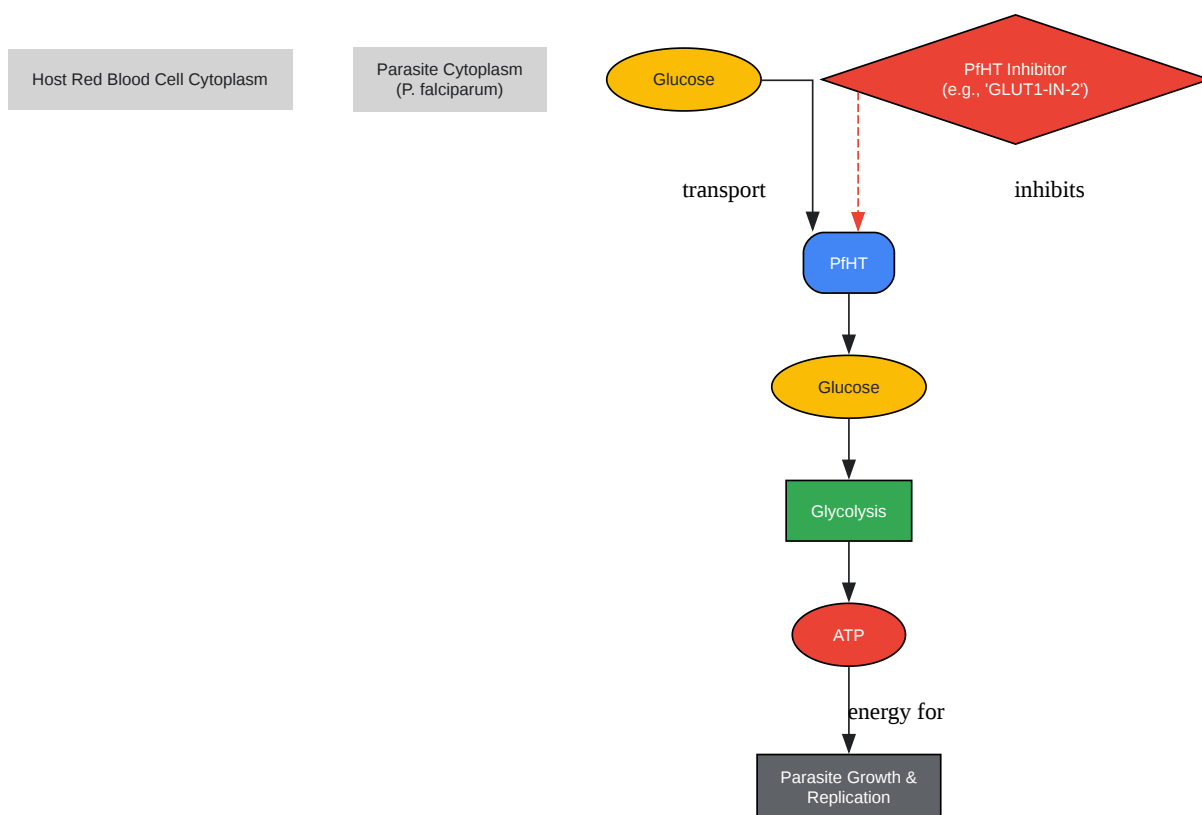 Host Red Blood Cell Cytoplasm
Parasite Cytoplasm
(P. falciparum)
Glucose
PfHT Inhibitor
(e.g., 'GLUT1-IN-2')
transport
inhibits
PfHT
Glucose
Glycolysis
ATP
energy for
Parasite Growth &
Replication